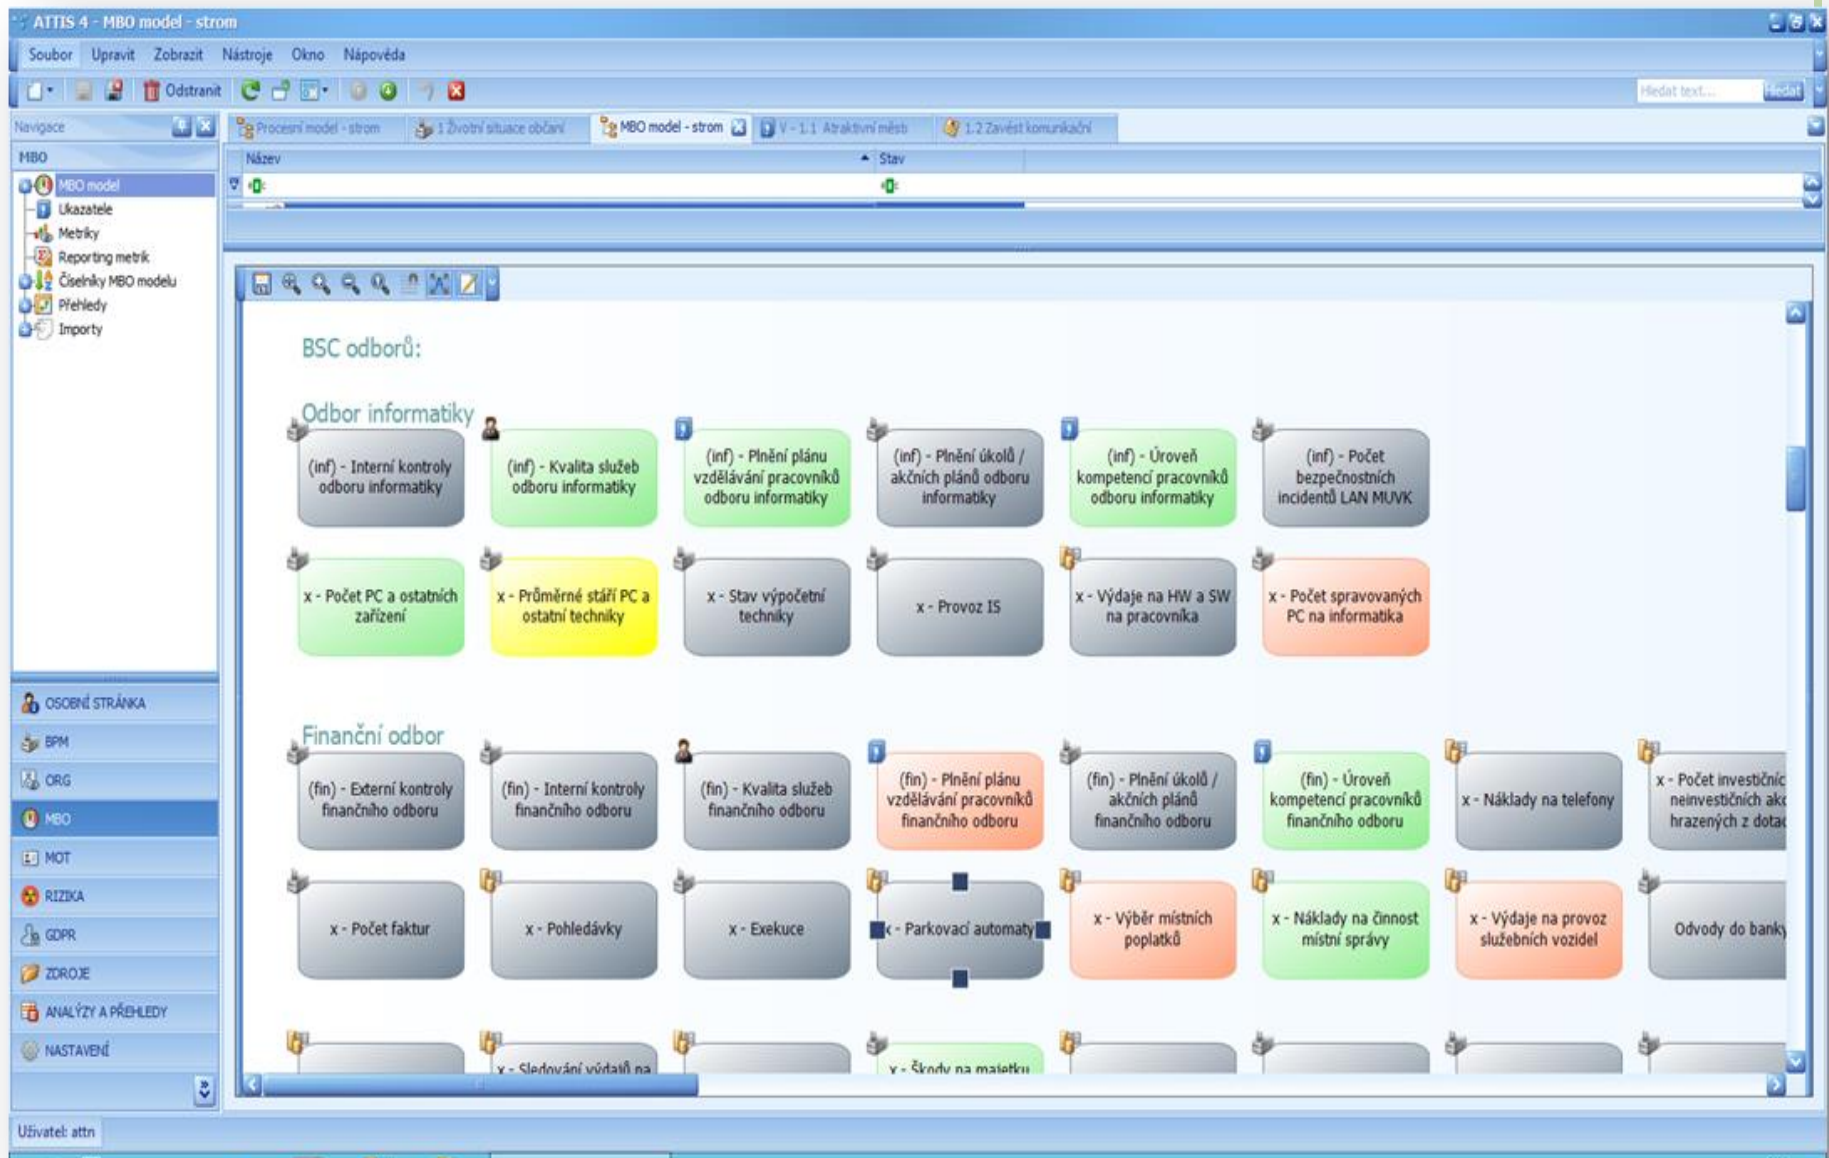 ATTIS 4 - MBO model - strom
Soubor Upravit Zobrazit Nástroje Okno Nápověda
Odstranit
Hledat text... Hledat
Navigace
Procesní model - strom
1 Životní situace občanů
MBO model - strom
V - 1.1 Atraktivní město
1.2 Zavést komunikační
MBO
Název
Stav
MBO model
Ukazatele
Metriky
Reporting metrik
Číselníky MBO modelu
Přehledy
Importy
BSC odborů:
Odbor informatiky
(inf) - Interní kontroly
odboru informatiky
(inf) - Kvalita služeb
odboru informatiky
(inf) - Plnění plánu
vzdělávání pracovníků
odboru informatiky
(inf) - Plnění úkolů /
akčních plánů odboru
informatiky
(inf) - Úroveň
kompetencí pracovníků
odboru informatiky
(inf) - Počet
bezpečnostních
incidentů LAN MUVK
x - Počet PC a ostatních
zařízení
x - Průměrné stáří PC a
ostatní techniky
x - Stav výpočetní
techniky
x - Provoz IS
x - Výdaje na HW a SW
na pracovníka
x - Počet spravovaných
PC na informatika
OSOBNÍ STRÁNKA
BPM
ORG
MBO
MOT
RIZIKA
GDPR
ZDROJE
ANALÝZY A PŘEHLEDY
NASTAVENÍ
Finanční odbor
(fin) - Externí kontroly
finančního odboru
(fin) - Interní kontroly
finančního odboru
(fin) - Kvalita služeb
finančního odboru
(fin) - Plnění plánu
vzdělávání pracovníků
finančního odboru
(fin) - Plnění úkolů /
akčních plánů
finančního odboru
(fin) - Úroveň
kompetencí pracovníků
finančního odboru
x - Náklady na telefony
x - Počet investičníc
neinvestičních akc
hrazených z dotac
x - Počet faktur
x - Pohledávky
x - Exekuce
- Parkovací automaty
x - Výběr místních
poplatků
x - Náklady na činnost
místní správy
x - Výdaje na provoz
služebních vozidel
Odvody do banky
x - Sledování výdajů na
x - Škody na majetku
Uživatel: attn